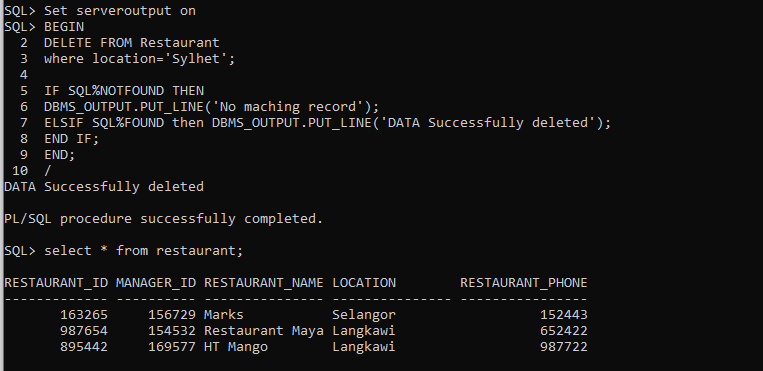 SQL> Set serveroutput on
SQL> BEGIN
  2  DELETE FROM Restaurant
  3  where location='Sylhet';
  4
  5  IF SQL%NOTFOUND THEN
  6  DBMS_OUTPUT.PUT_LINE('No maching record');
  7  ELSIF SQL%FOUND then DBMS_OUTPUT.PUT_LINE('DATA Successfully deleted');
  8  END IF;
  9  END;
 10  /
DATA Successfully deleted

PL/SQL procedure successfully completed.

SQL> select * from restaurant;

RESTAURANT_ID MANAGER_ID RESTAURANT_NAME LOCATION        RESTAURANT_PHONE
------------- ---------- --------------- --------------- ----------------
       163265     156729 Marks           Selangor                  152443
       987654     154532 Restaurant Maya Langkawi                  652422
       895442     169577 HT Mango        Langkawi                  987722